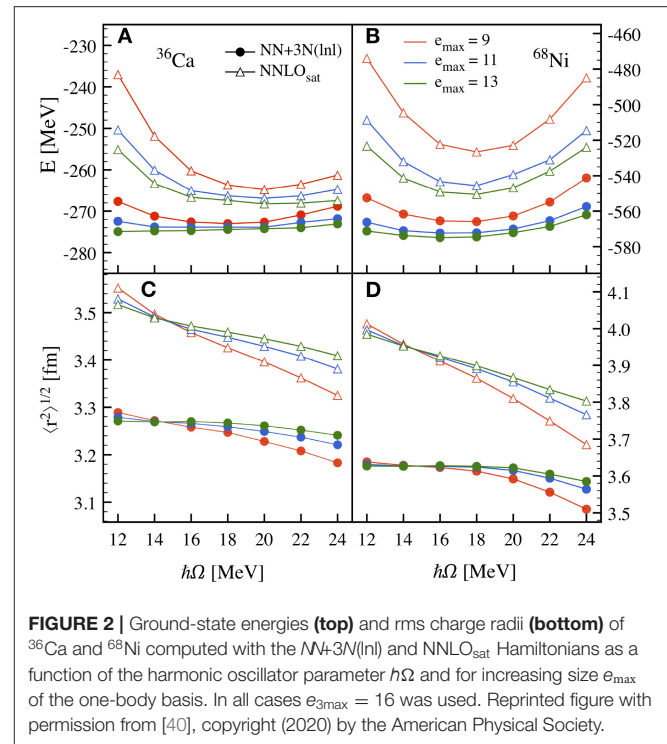 A
³⁶Ca
NN+3N(lnl)
NNLOsat
B
⁶⁸Ni
e_max = 9
e_max = 11
e_max = 13
E [MeV]
-230
-240
-250
-260
-270
-280
-460
-480
-500
-520
-540
-560
-580
C
D
⟨r²⟩^1/2 [fm]
3.5
3.4
3.3
3.2
3.1
4.1
4.0
3.9
3.8
3.7
3.6
3.5
12 14 16 18 20 22 24
12 14 16 18 20 22 24
ħΩ [MeV]
ħΩ [MeV]
FIGURE 2 | Ground-state energies (top) and rms charge radii (bottom) of
³⁶Ca and ⁶⁸Ni computed with the NN+3N(lnl) and NNLOsat Hamiltonians as a
function of the harmonic oscillator parameter ħΩ and for increasing size e_max
of the one-body basis. In all cases e_3max = 16 was used. Reprinted figure with
permission from [40], copyright (2020) by the American Physical Society.